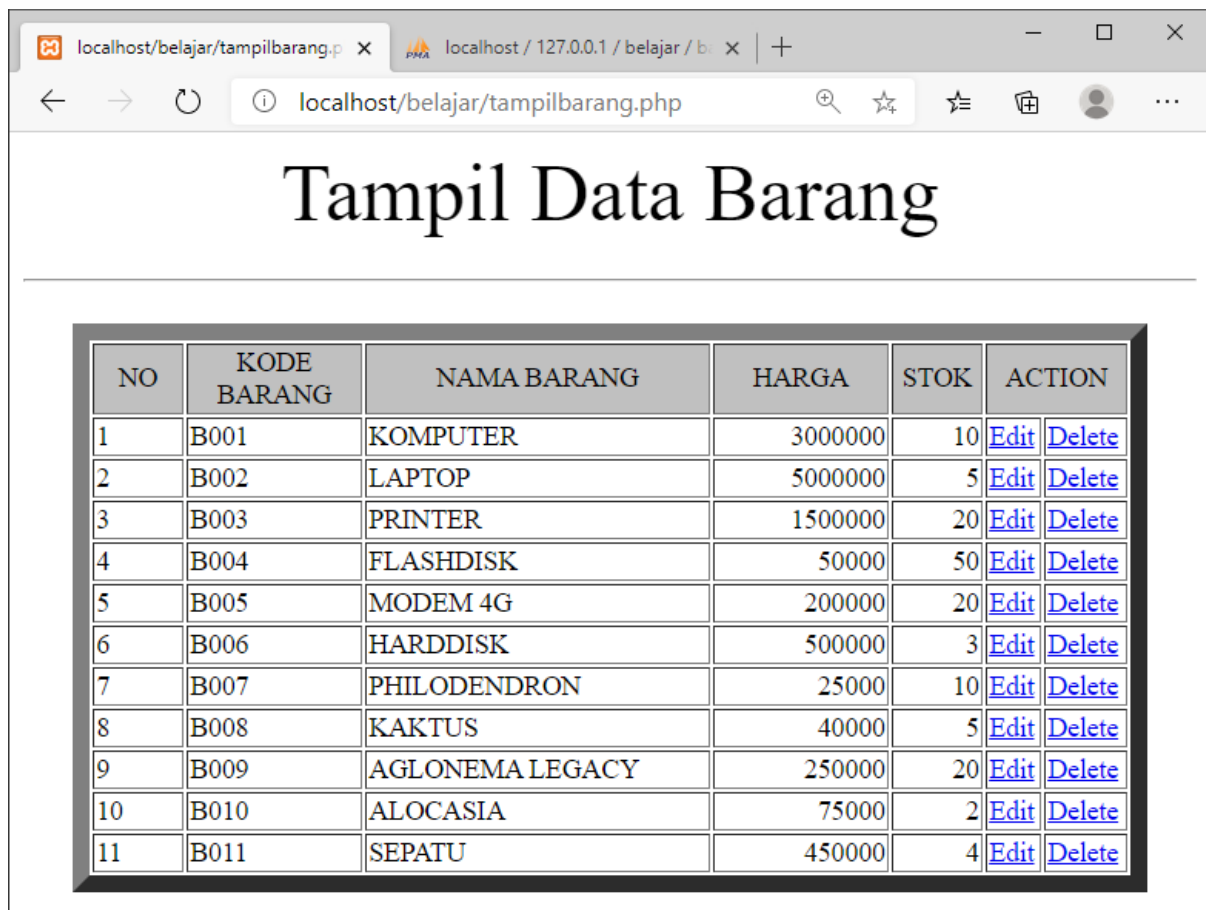 localhost/belajar/tampilbarang.p
PMA localhost / 127.0.0.1 / belajar / b
localhost/belajar/tampilbarang.php
Tampil Data Barang
NO KODE BARANG NAMA BARANG HARGA STOK ACTION
1 B001 KOMPUTER 3000000 10 Edit Delete
2 B002 LAPTOP 5000000 5 Edit Delete
3 B003 PRINTER 1500000 20 Edit Delete
4 B004 FLASHDISK 50000 50 Edit Delete
5 B005 MODEM 4G 200000 20 Edit Delete
6 B006 HARDDISK 500000 3 Edit Delete
7 B007 PHILODENDRON 25000 10 Edit Delete
8 B008 KAKTUS 40000 5 Edit Delete
9 B009 AGLONEMA LEGACY 250000 20 Edit Delete
10 B010 ALOCASIA 75000 2 Edit Delete
11 B011 SEPATU 450000 4 Edit Delete